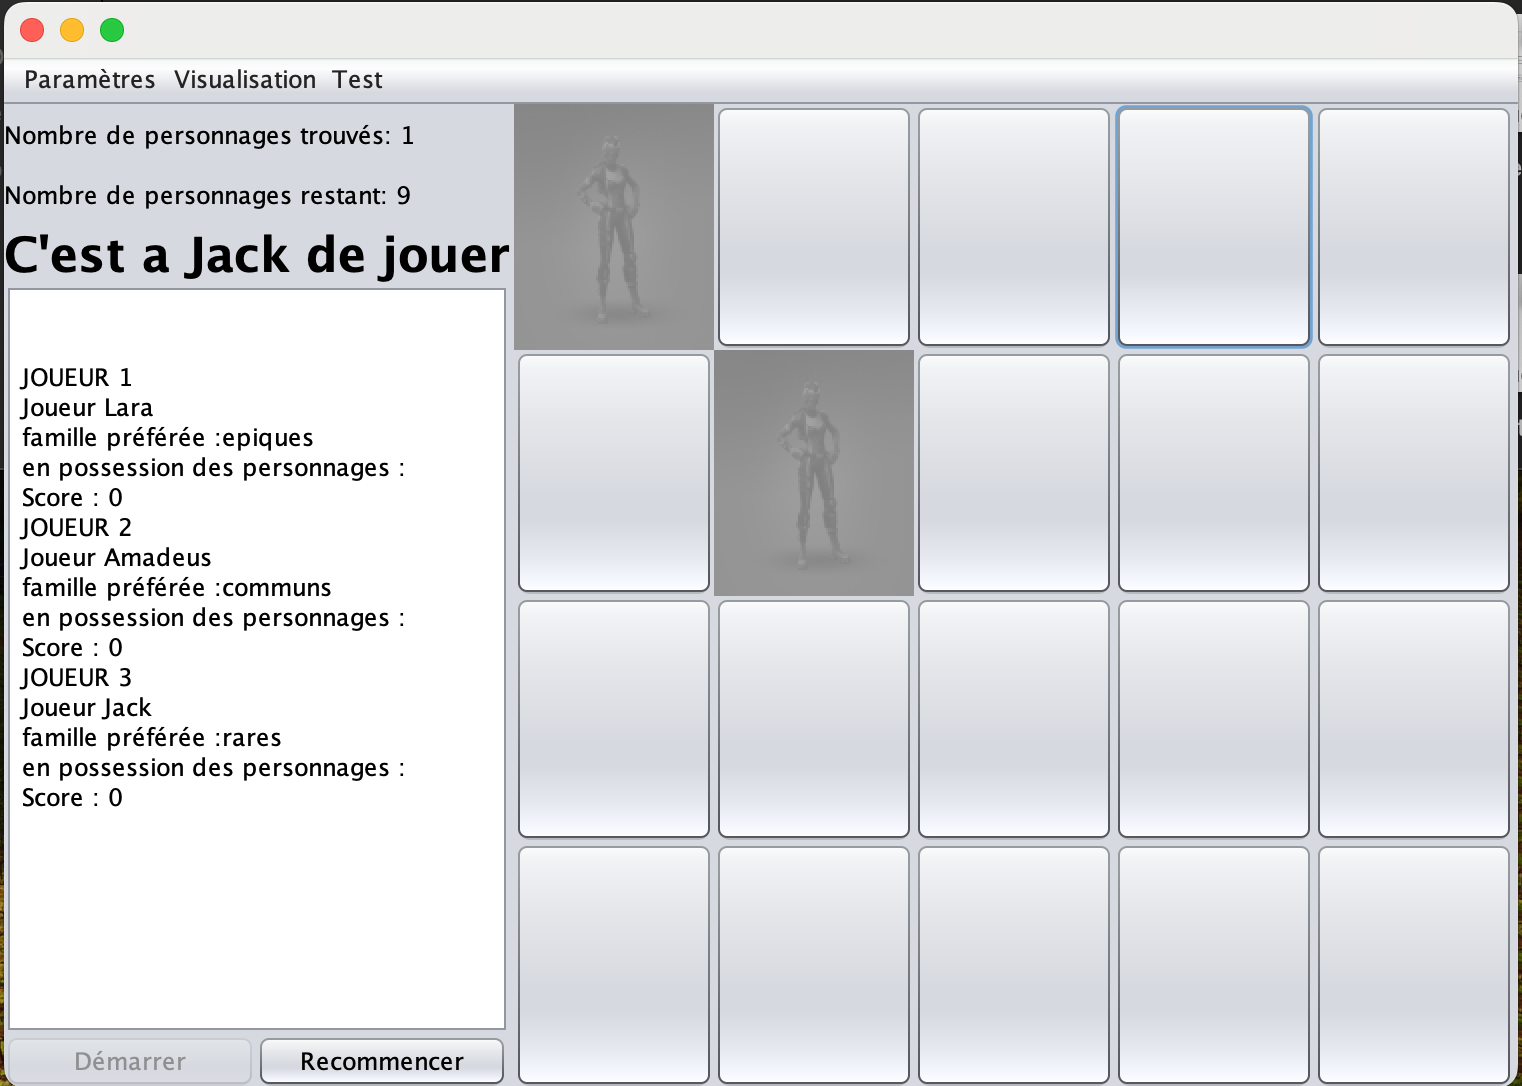 Paramètres Visualisation Test
Nombre de personnages trouvés: 1
Nombre de personnages restant: 9
C'est a Jack de jouer
JOUEUR 1
Joueur Lara
famille préférée :epiques
en possession des personnages :
Score : 0
JOUEUR 2
Joueur Amadeus
famille préférée :communs
en possession des personnages :
Score : 0
JOUEUR 3
Joueur Jack
famille préférée :rares
en possession des personnages :
Score : 0
Démarrer Recommencer